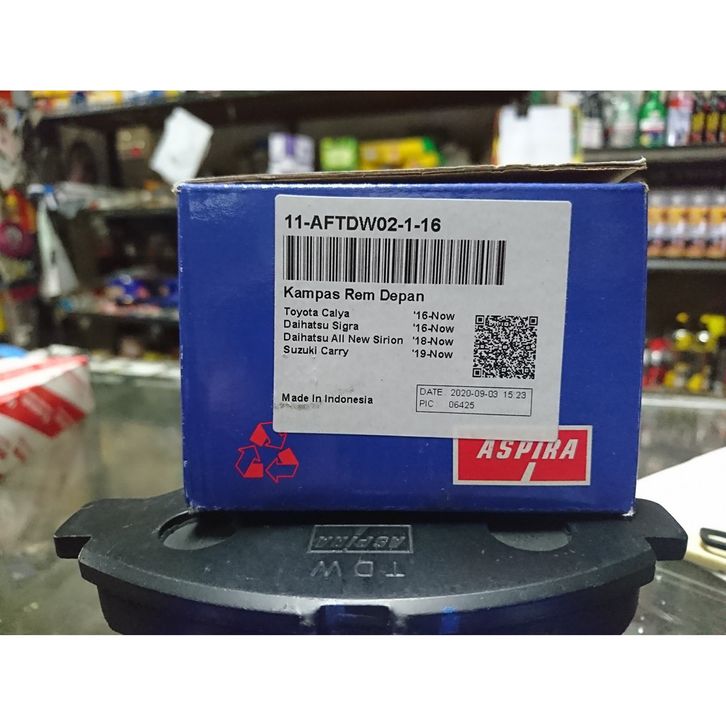 11-AFTDW02-1-16
Kampas Rem Depan
Toyota Calya '16-Now
Daihatsu Sigra '16-Now
Daihatsu All New Sirion '18-Now
Suzuki Carry '19-Now
Made In Indonesia
DATE 2020-09-03 15:23
PIC 06425
ASPIRA
ASPIRA
TDW